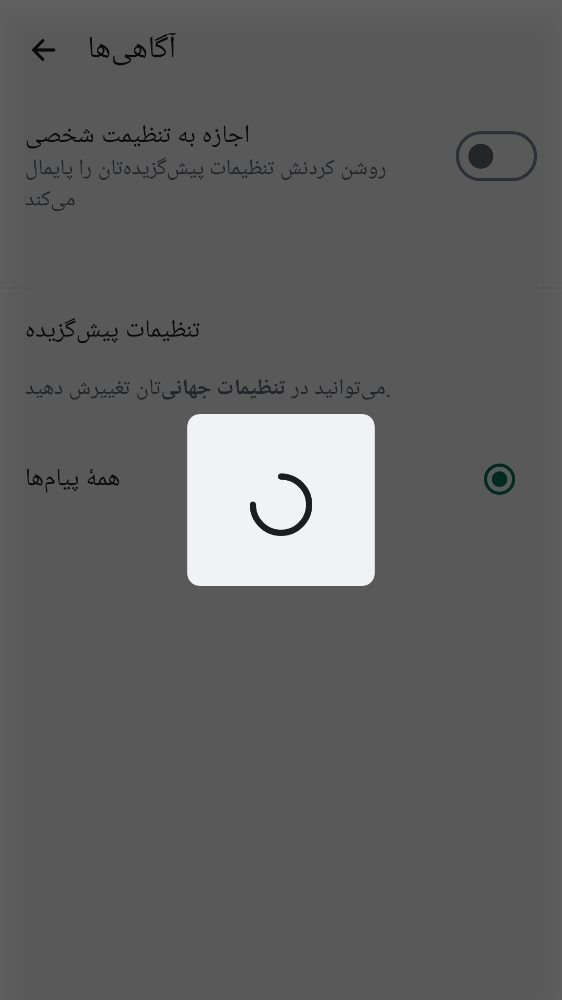 آگاهی‌ها
اجازه به تنظیمت شخصی
روشن کردنش تنظیمات پیش‌گزیده‌تان را پایمال
می‌کند
تنظیمات پیش‌گزیده
می‌توانید در تنظیمات جهانی‌تان تغییرش دهید.
همهٔ پیام‌ها